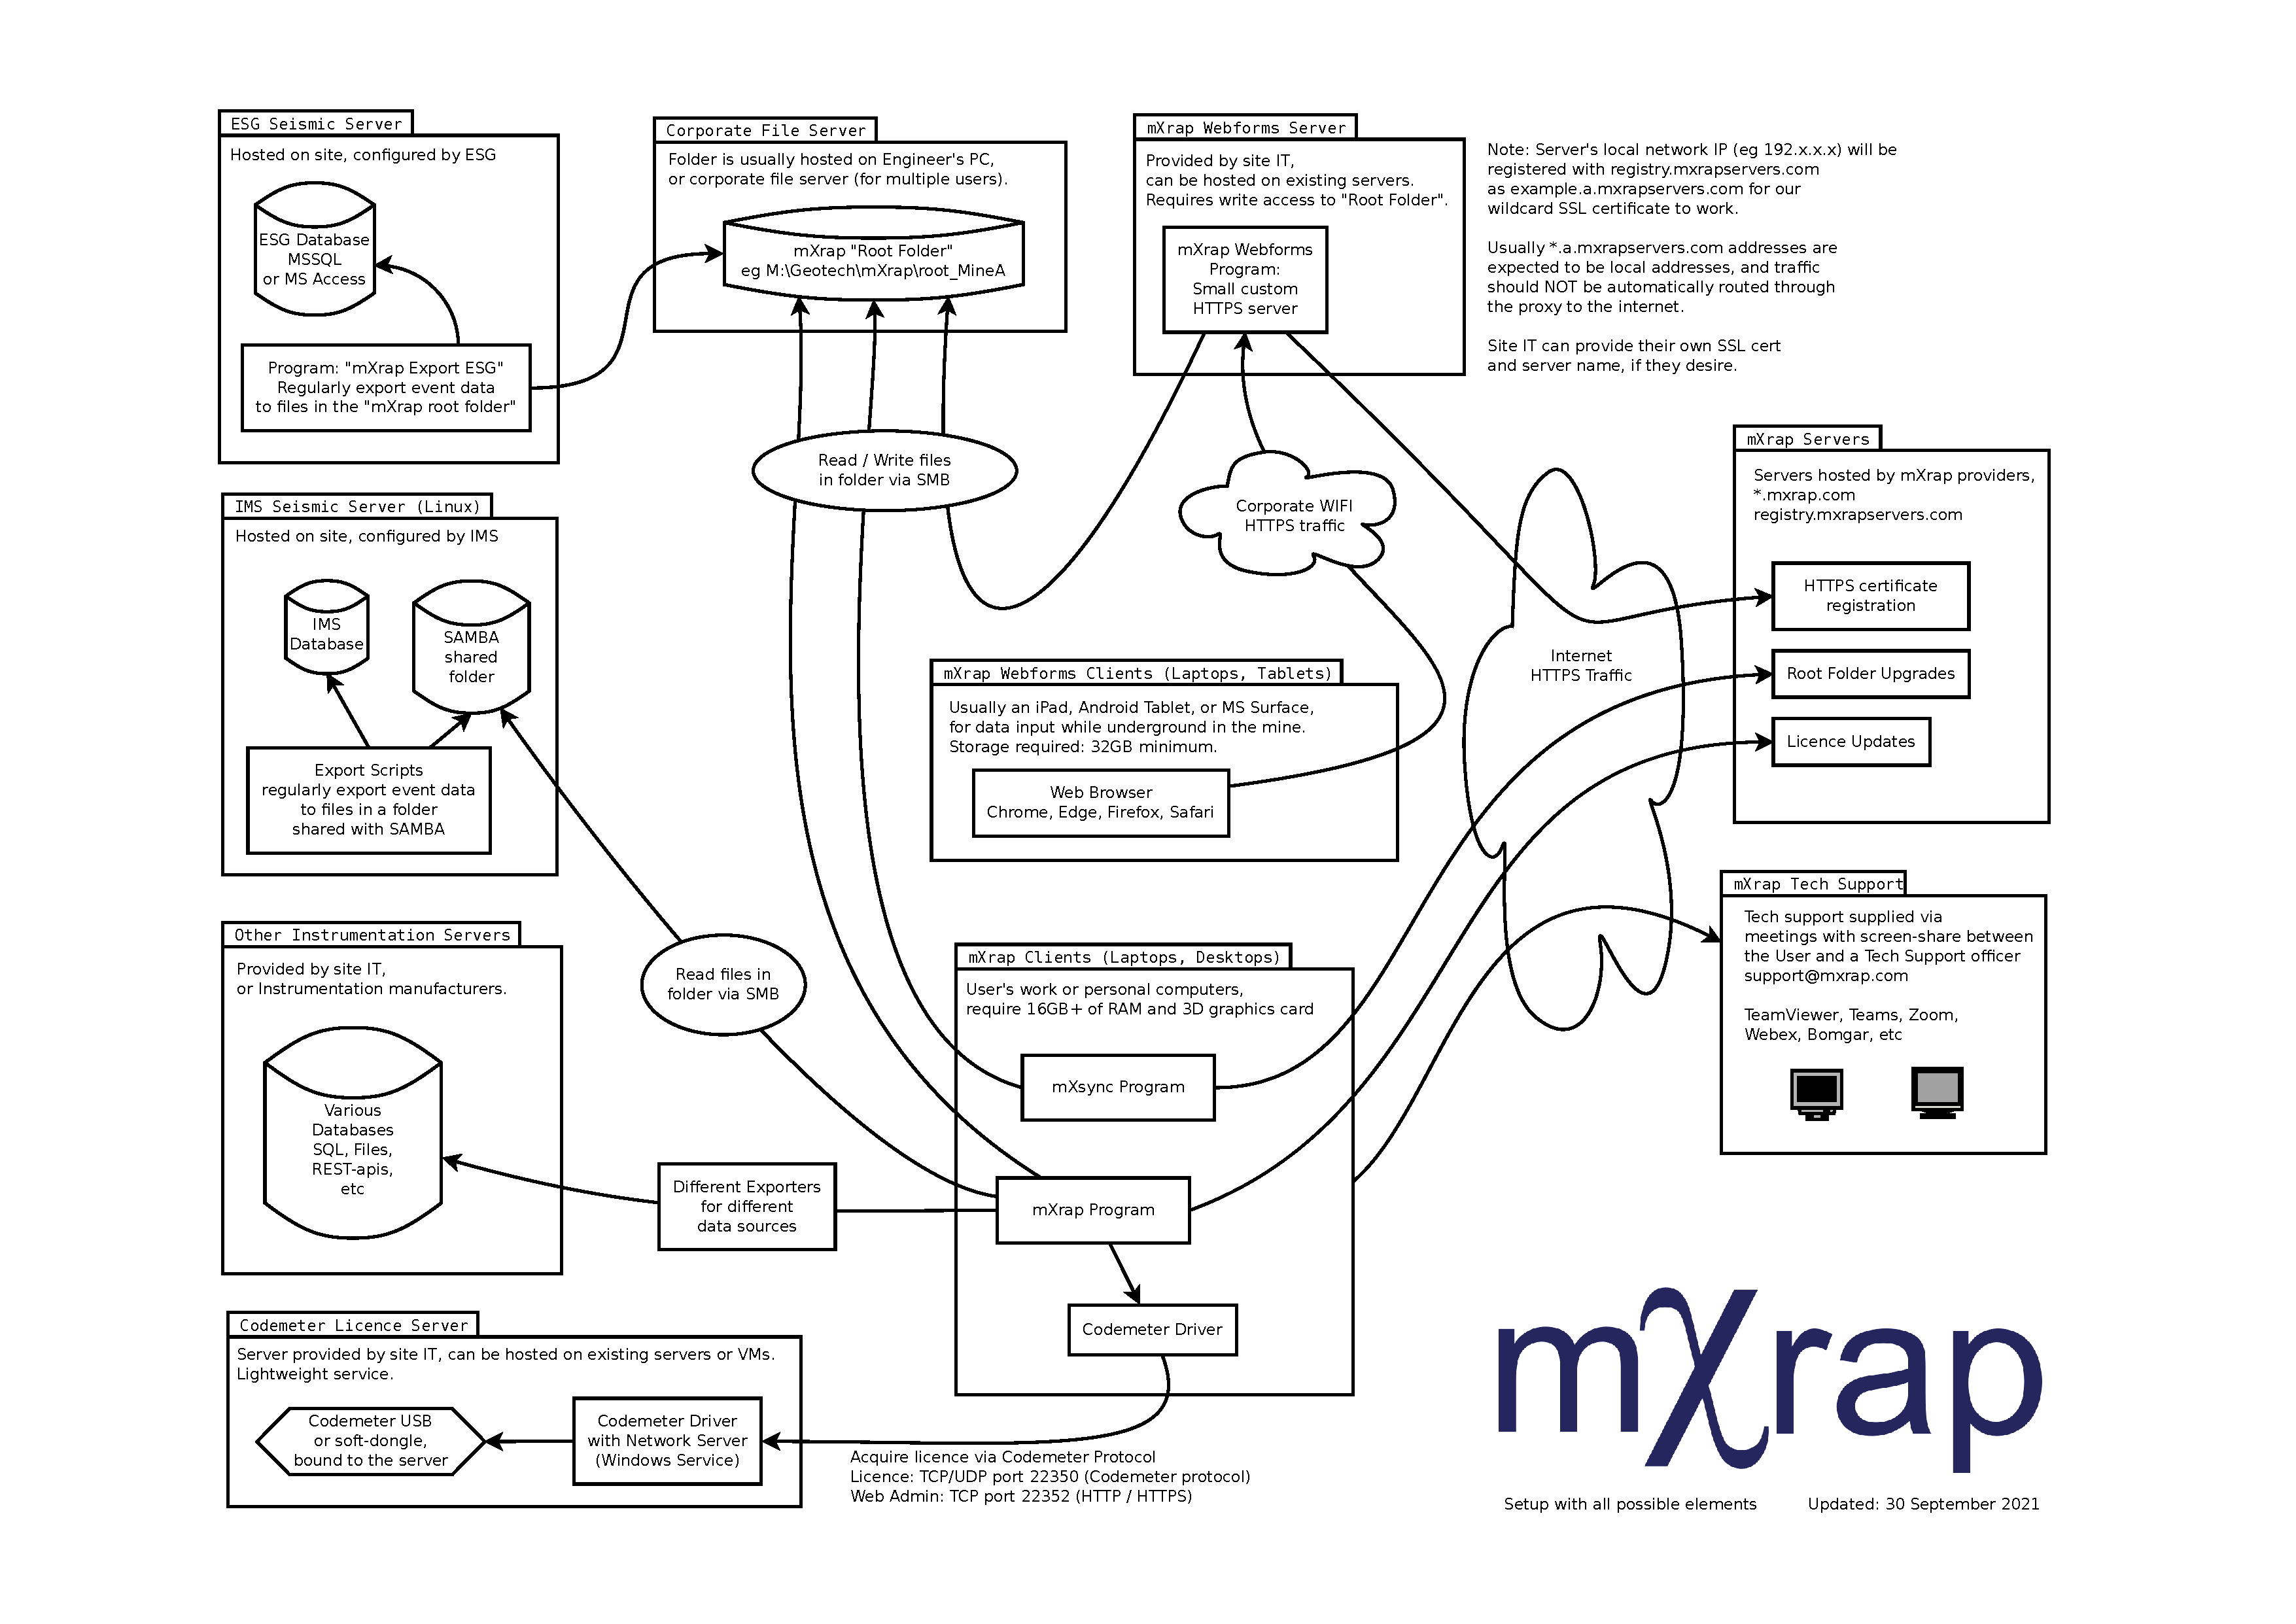 ESG Seismic Server
Hosted on site, configured by ESG
ESG Database
MSSQL
or MS Access
Program: "mXrap Export ESG"
Regularly export event data
to files in the "mXrap root folder"
Corporate File Server
Folder is usually hosted on Engineer's PC,
or corporate file server (for multiple users).
mXrap "Root Folder"
eg M:\Geotech\mXrap\root_MineA
Read / Write files
in folder via SMB
mXrap Webforms Server
Provided by site IT,
can be hosted on existing servers.
Requires write access to "Root Folder".
mXrap Webforms
Program:
Small custom
HTTPS server
Note: Server's local network IP (eg 192.x.x.x) will be
registered with registry.mxrapservers.com
as example.a.mxrapservers.com for our
wildcard SSL certificate to work.
Usually *.a.mxrapservers.com addresses are
expected to be local addresses, and traffic
should NOT be automatically routed through
the proxy to the internet.
Site IT can provide their own SSL cert
and server name, if they desire.
Corporate WIFI
HTTPS traffic
mXrap Servers
Servers hosted by mXrap providers,
*.mxrap.com
registry.mxrapservers.com
HTTPS certificate
registration
Root Folder Upgrades
Licence Updates
Internet
HTTPS Traffic
IMS Seismic Server (Linux)
Hosted on site, configured by IMS
IMS
Database
SAMBA
shared
folder
Export Scripts
regularly export event data
to files in a folder
shared with SAMBA
mXrap Webforms Clients (Laptops, Tablets)
Usually an iPad, Android Tablet, or MS Surface,
for data input while underground in the mine.
Storage required: 32GB minimum.
Web Browser
Chrome, Edge, Firefox, Safari
mXrap Tech Support
Tech support supplied via
meetings with screen-share between
the User and a Tech Support officer
support@mxrap.com
TeamViewer, Teams, Zoom,
Webex, Bomgar, etc
Other Instrumentation Servers
Provided by site IT,
or Instrumentation manufacturers.
Various
Databases
SQL, Files,
REST-apis,
etc
Read files in
folder via SMB
Different Exporters
for different
data sources
mXrap Clients (Laptops, Desktops)
User's work or personal computers,
require 16GB+ of RAM and 3D graphics card
mXsync Program
mXrap Program
Codemeter Driver
Codemeter Licence Server
Server provided by site IT, can be hosted on existing servers or VMs.
Lightweight service.
Codemeter USB
or soft-dongle,
bound to the server
Codemeter Driver
with Network Server
(Windows Service)
Acquire licence via Codemeter Protocol
Licence: TCP/UDP port 22350 (Codemeter protocol)
Web Admin: TCP port 22352 (HTTP / HTTPS)
mXrap
Setup with all possible elements
Updated: 30 September 2021